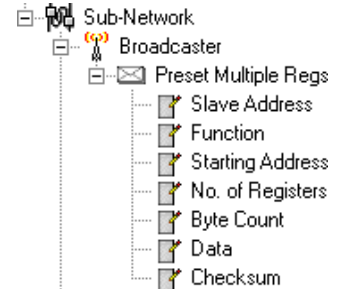 Sub-Network
Broadcaster
Preset Multiple Regs
Slave Address
Function
Starting Address
No. of Registers
Byte Count
Data
Checksum